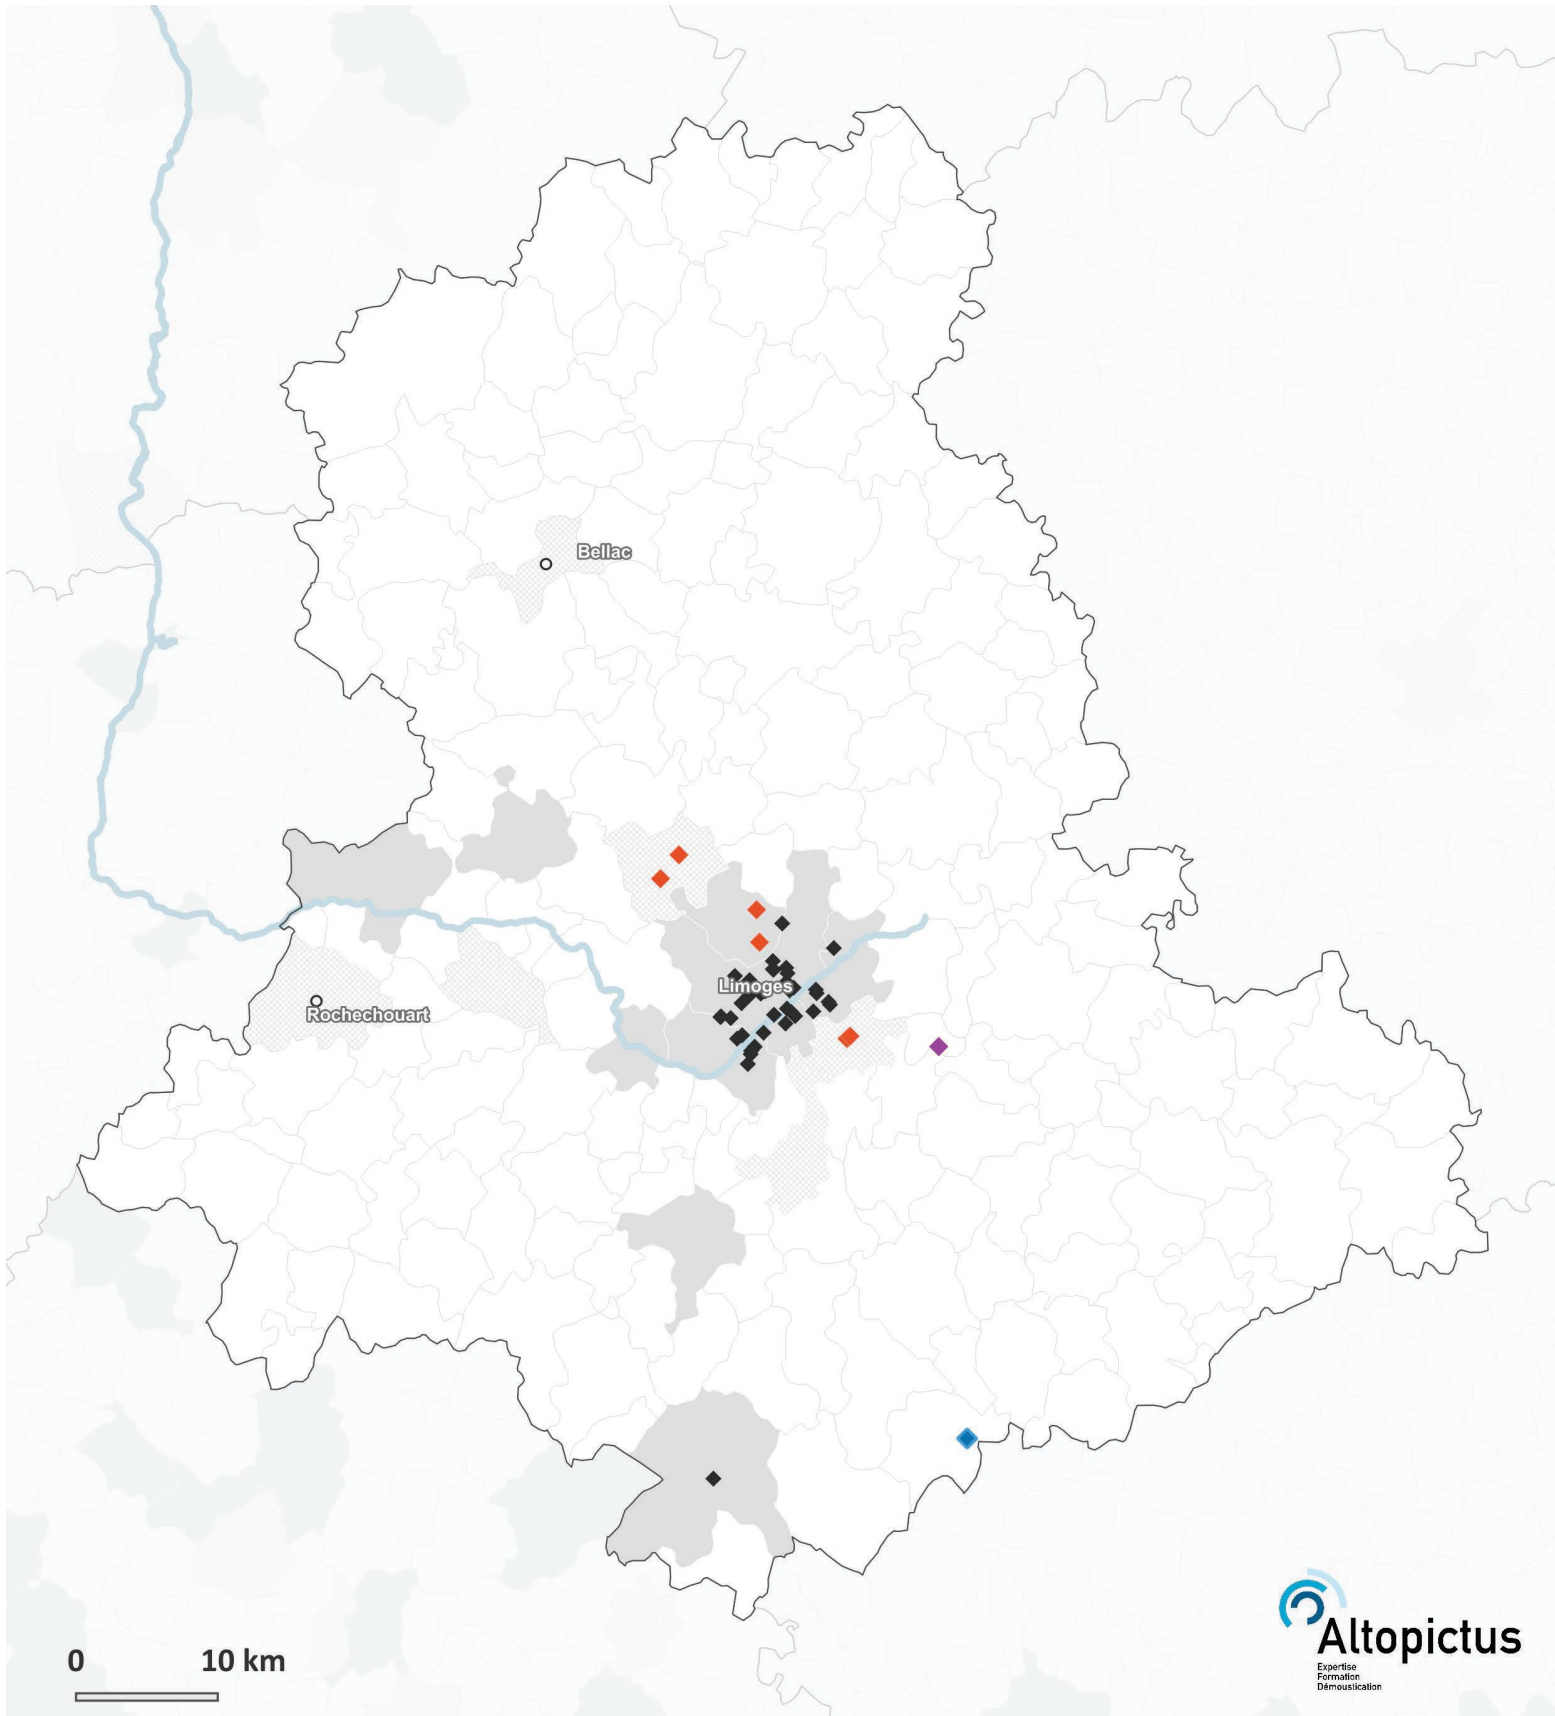 Bellac
Limoges
Rochechouart
0 10 km
Altopictus
Expertise
Formation
Démoustication